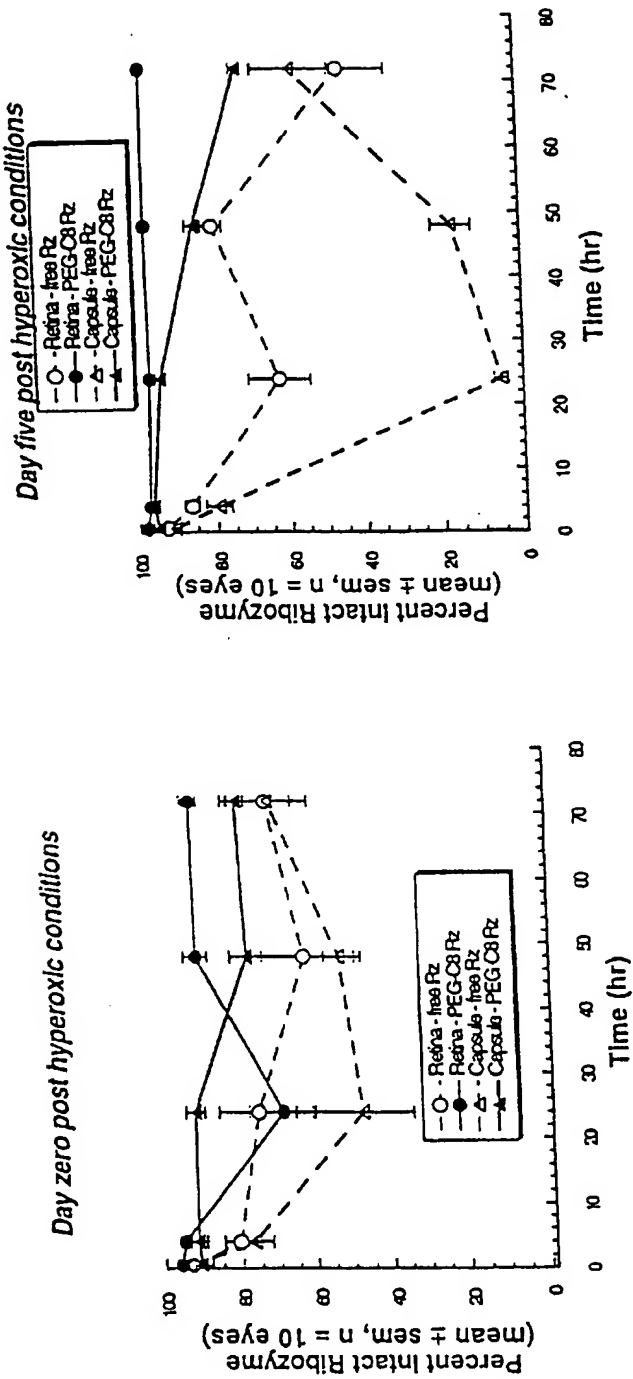 Day zero post hyperoxic conditions
100
80
60
40
20
0
Percent Intact Ribozyme
(mean ± sem, n = 10 eyes)
Retina - free Rz
Retina - PEG-C8 Rz
Capsule - free Rz
Capsule - PEG-C8 Rz
0
10
20
30
40
50
60
70
80
Time (hr)
Day five post hyperoxic conditions
Retina - free Rz
Retina - PEG-C8 Rz
Capsule - free Rz
Capsule - PEG-C8 Rz
100
80
60
40
20
0
Percent Intact Ribozyme
(mean ± sem, n = 10 eyes)
0
10
20
30
40
50
60
70
80
Time (hr)